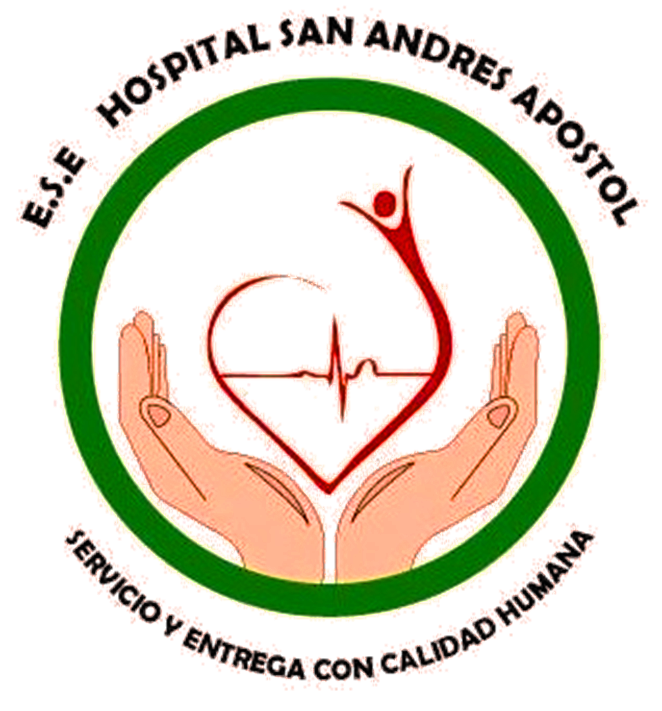 E.S.E HOSPITAL SAN ANDRES APOSTOL
SERVICIO Y ENTREGA CON CALIDAD HUMANA